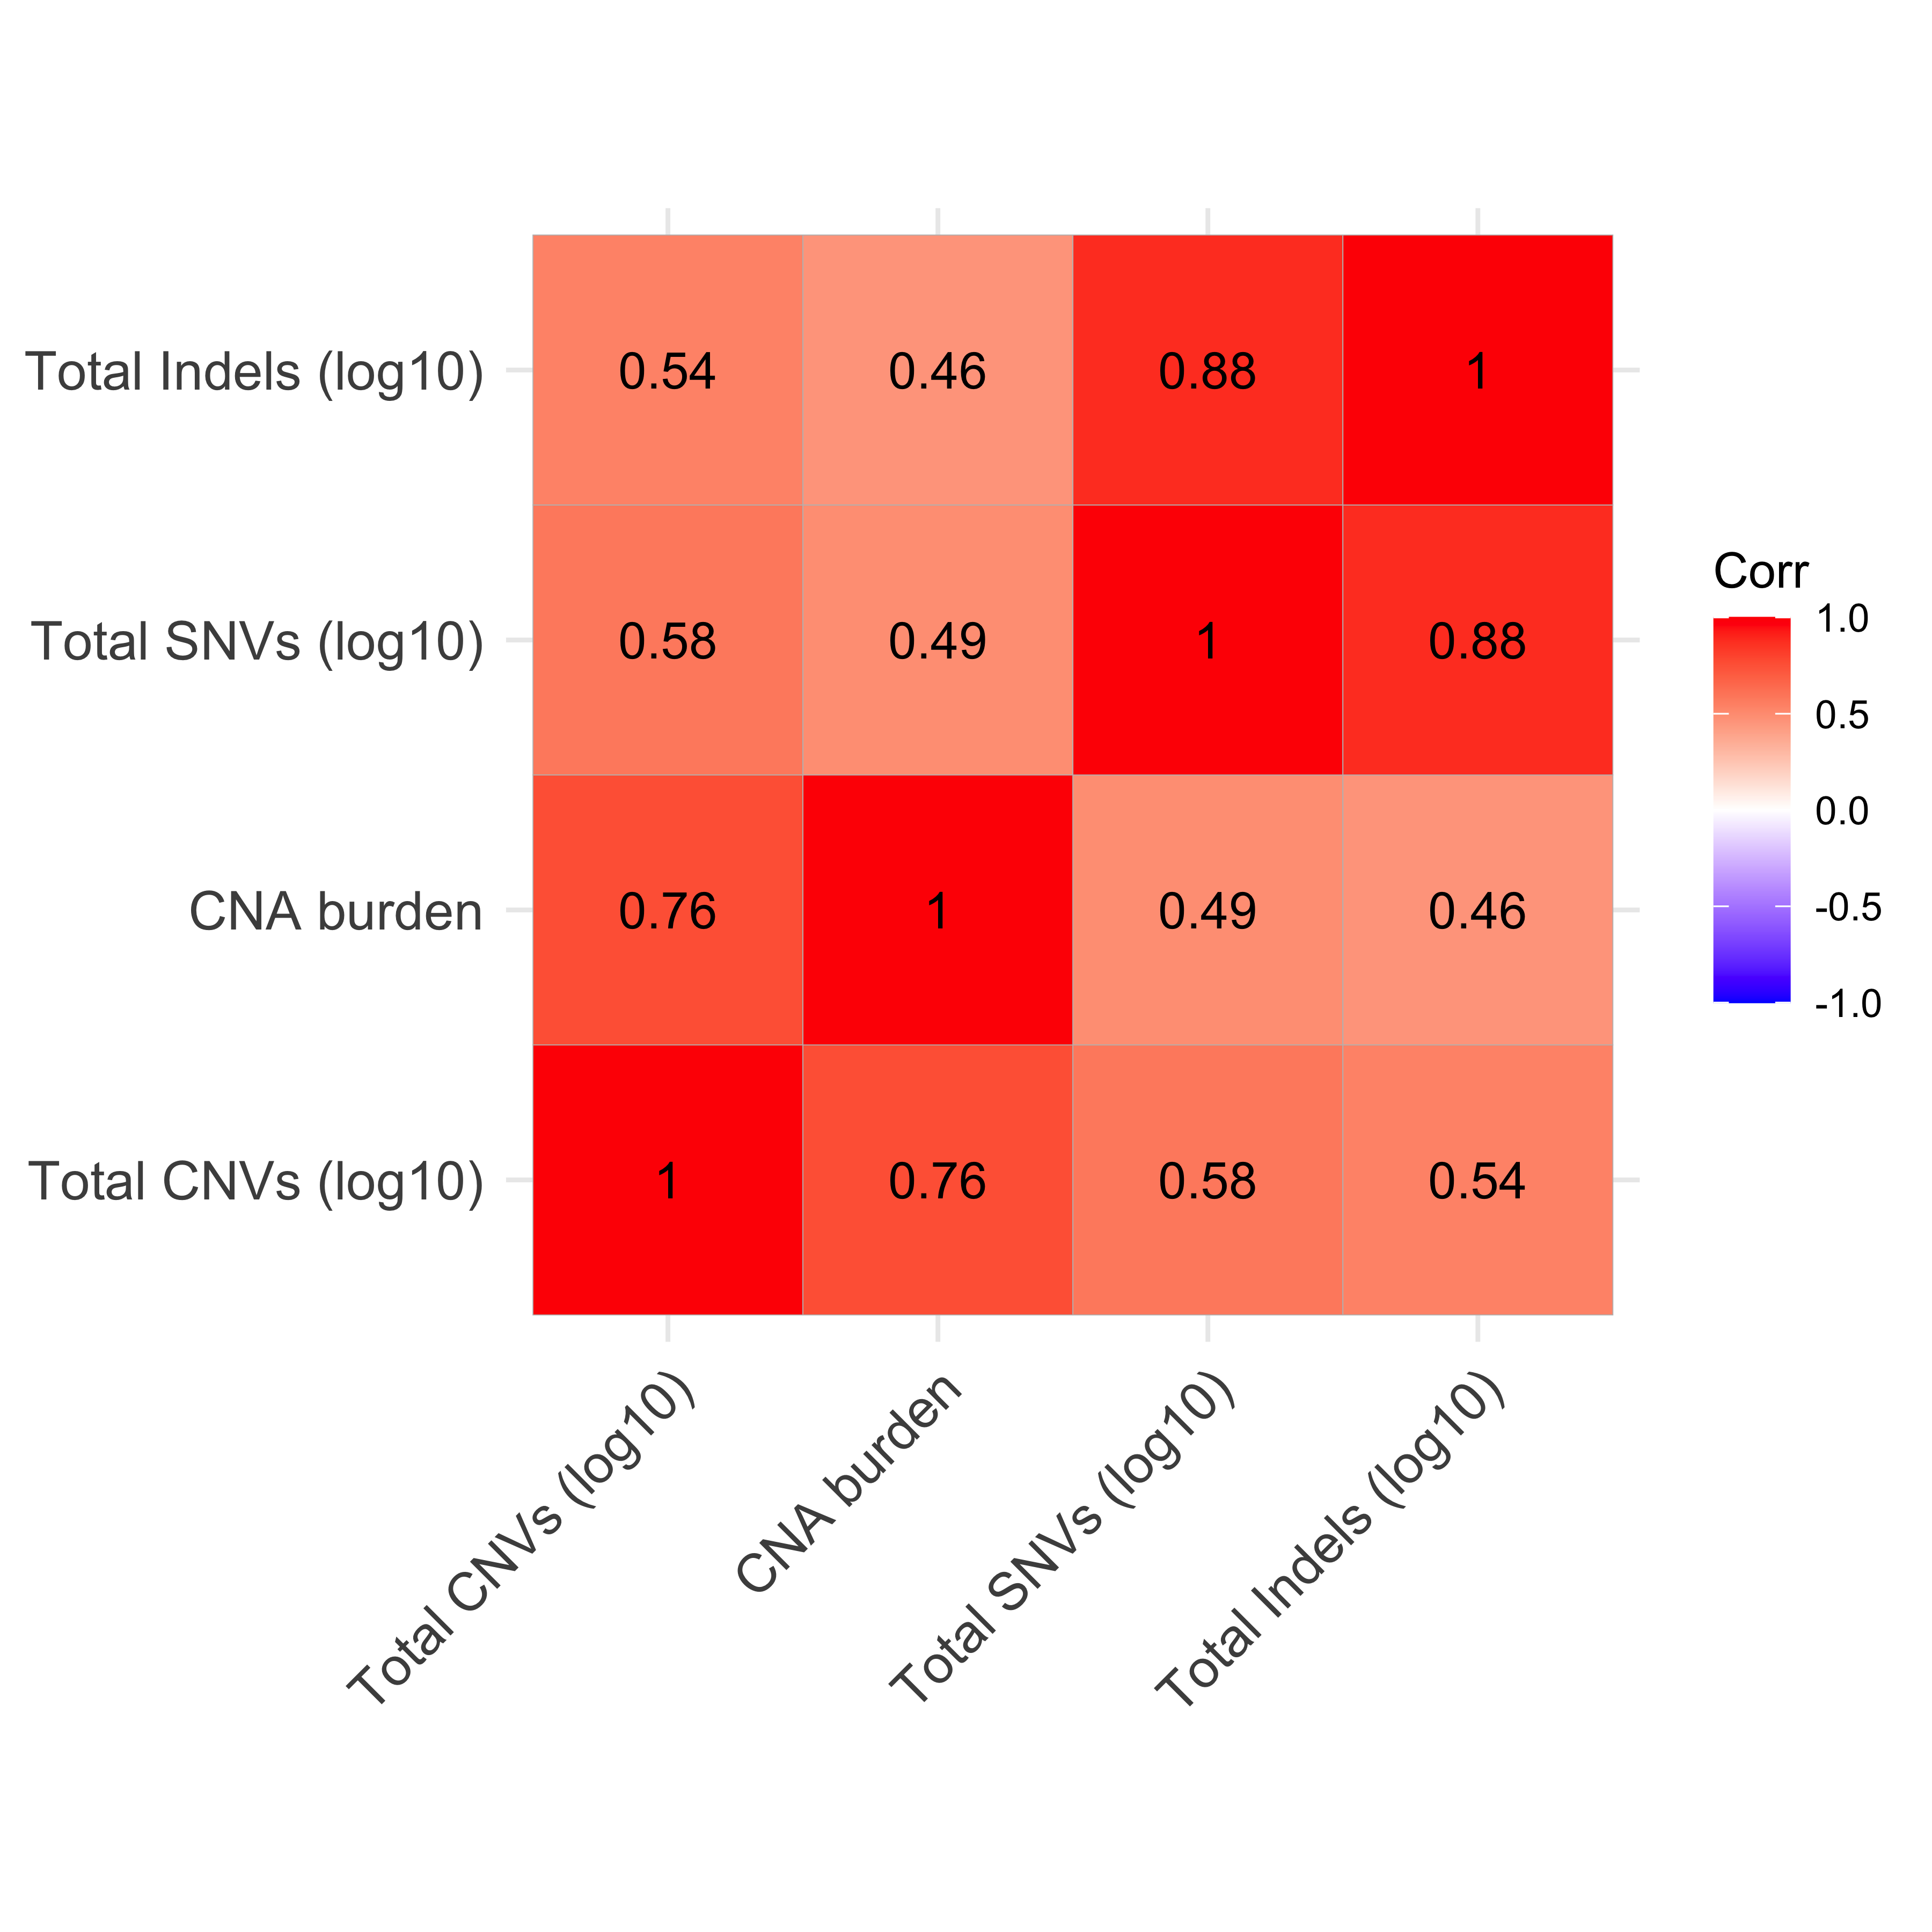 Total Indels (log10) 0.54 0.46 0.88 1
Total SNVs (log10) 0.58 0.49 1 0.88
CNA burden 0.76 1 0.49 0.46
Total CNVs (log10) 1 0.76 0.58 0.54
Total CNVs (log10)
CNA burden
Total SNVs (log10)
Total Indels (log10)
Corr
1.0
0.5
0.0
-0.5
-1.0